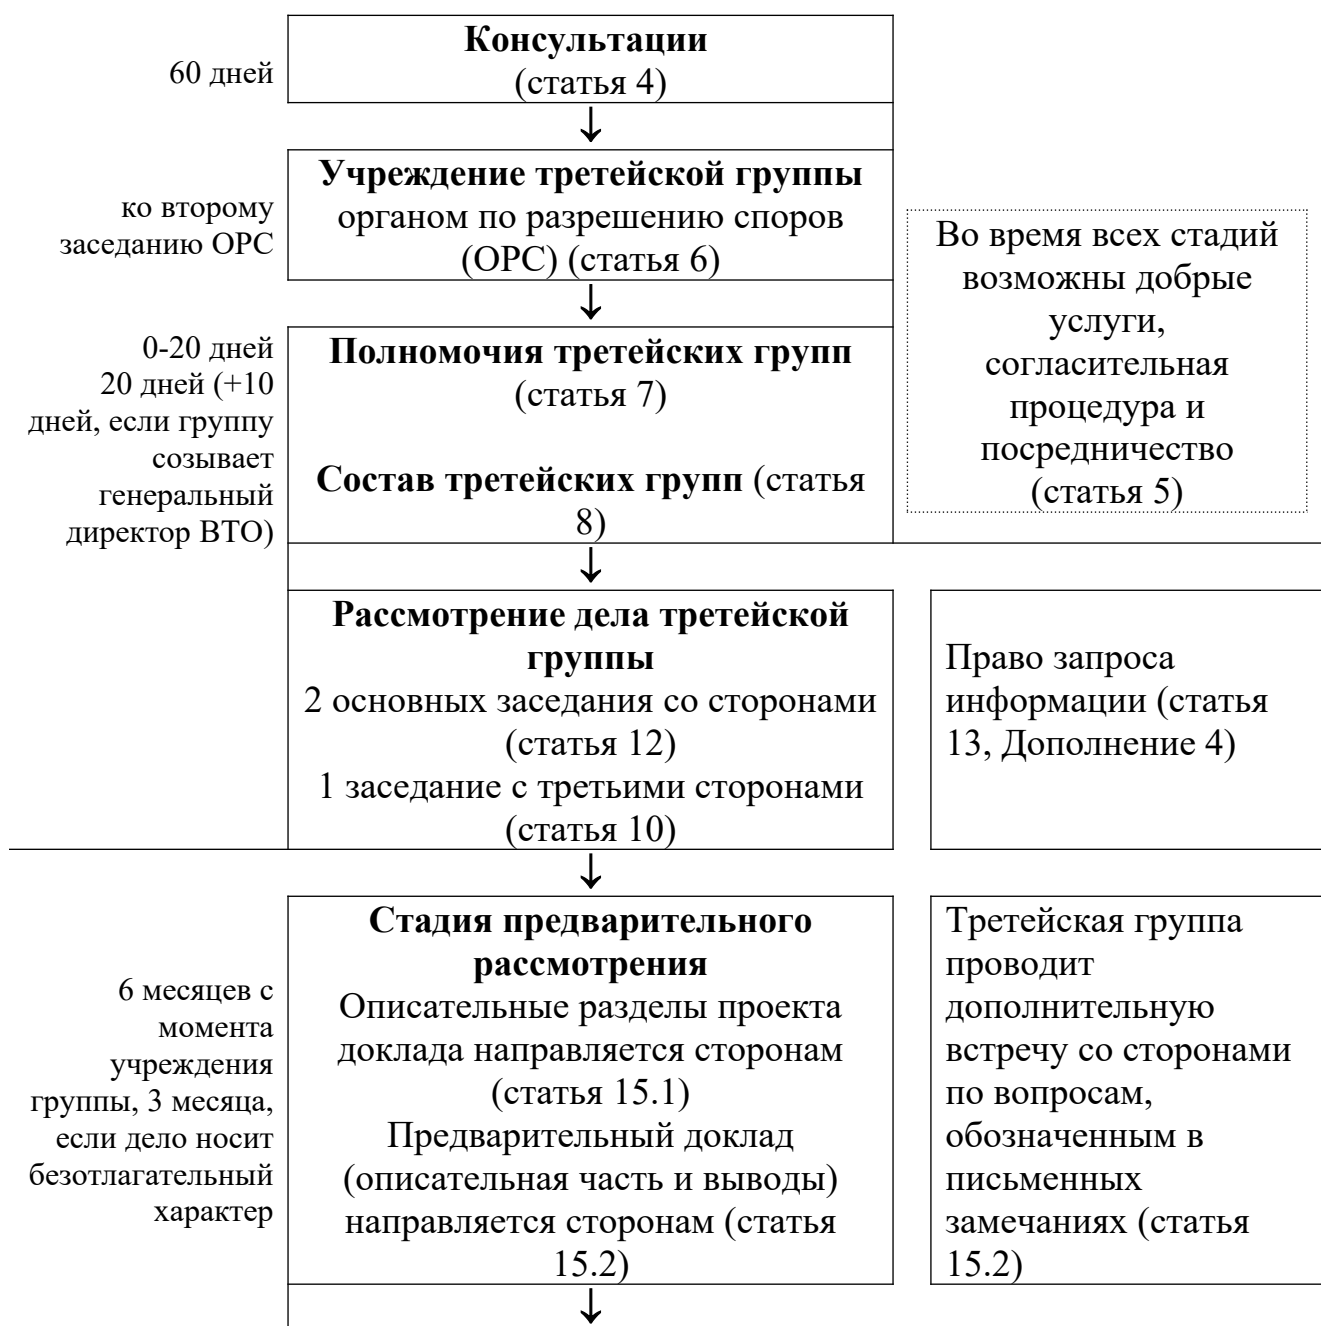 60 дней
Консультации
(статья 4)
↓
ко второму
заседанию ОРС
Учреждение третейской группы
органом по разрешению споров
(ОРС) (статья 6)
↓
Во время всех стадий
возможны добрые
услуги,
согласительная
процедура и
посредничество
(статья 5)
0-20 дней
20 дней (+10
дней, если группу
созывает
генеральный
директор ВТО)
Полномочия третейских групп
(статья 7)
Состав третейских групп (статья
8)
↓
Рассмотрение дела третейской
группы
2 основных заседания со сторонами
(статья 12)
1 заседание с третьими сторонами
(статья 10)
Право запроса
информации (статья
13, Дополнение 4)
↓
6 месяцев с
момента
учреждения
группы, 3 месяца,
если дело носит
безотлагательный
характер
Стадия предварительного
рассмотрения
Описательные разделы проекта
доклада направляется сторонам
(статья 15.1)
Предварительный доклад
(описательная часть и выводы)
направляется сторонам (статья
15.2)
Третейская группа
проводит
дополнительную
встречу со сторонами
по вопросам,
обозначенным в
письменных
замечаниях (статья
15.2)
↓